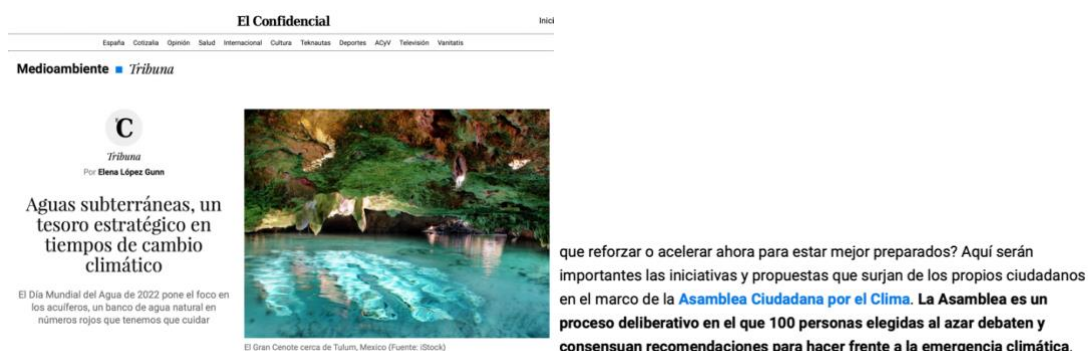 El Confidencial
Inici
España Cotizalia Opinión Salud Internacional Cultura Teknautas Deportes ACyV Televisión Vanitatis
Medioambiente ■ Tribuna
C
Tribuna
Por Elena López Gunn
Aguas subterráneas, un
tesoro estratégico en
tiempos de cambio
climático
El Día Mundial del Agua de 2022 pone el foco en
los acuíferos, un banco de agua natural en
números rojos que tenemos que cuidar
El Gran Cenote cerca de Tulum, Mexico (Fuente: iStock)
que reforzar o acelerar ahora para estar mejor preparados? Aquí serán
importantes las iniciativas y propuestas que surjan de los propios ciudadanos
en el marco de la Asamblea Ciudadana por el Clima. La Asamblea es un
proceso deliberativo en el que 100 personas elegidas al azar debaten y
consensuan recomendaciones para hacer frente a la emergencia climática.